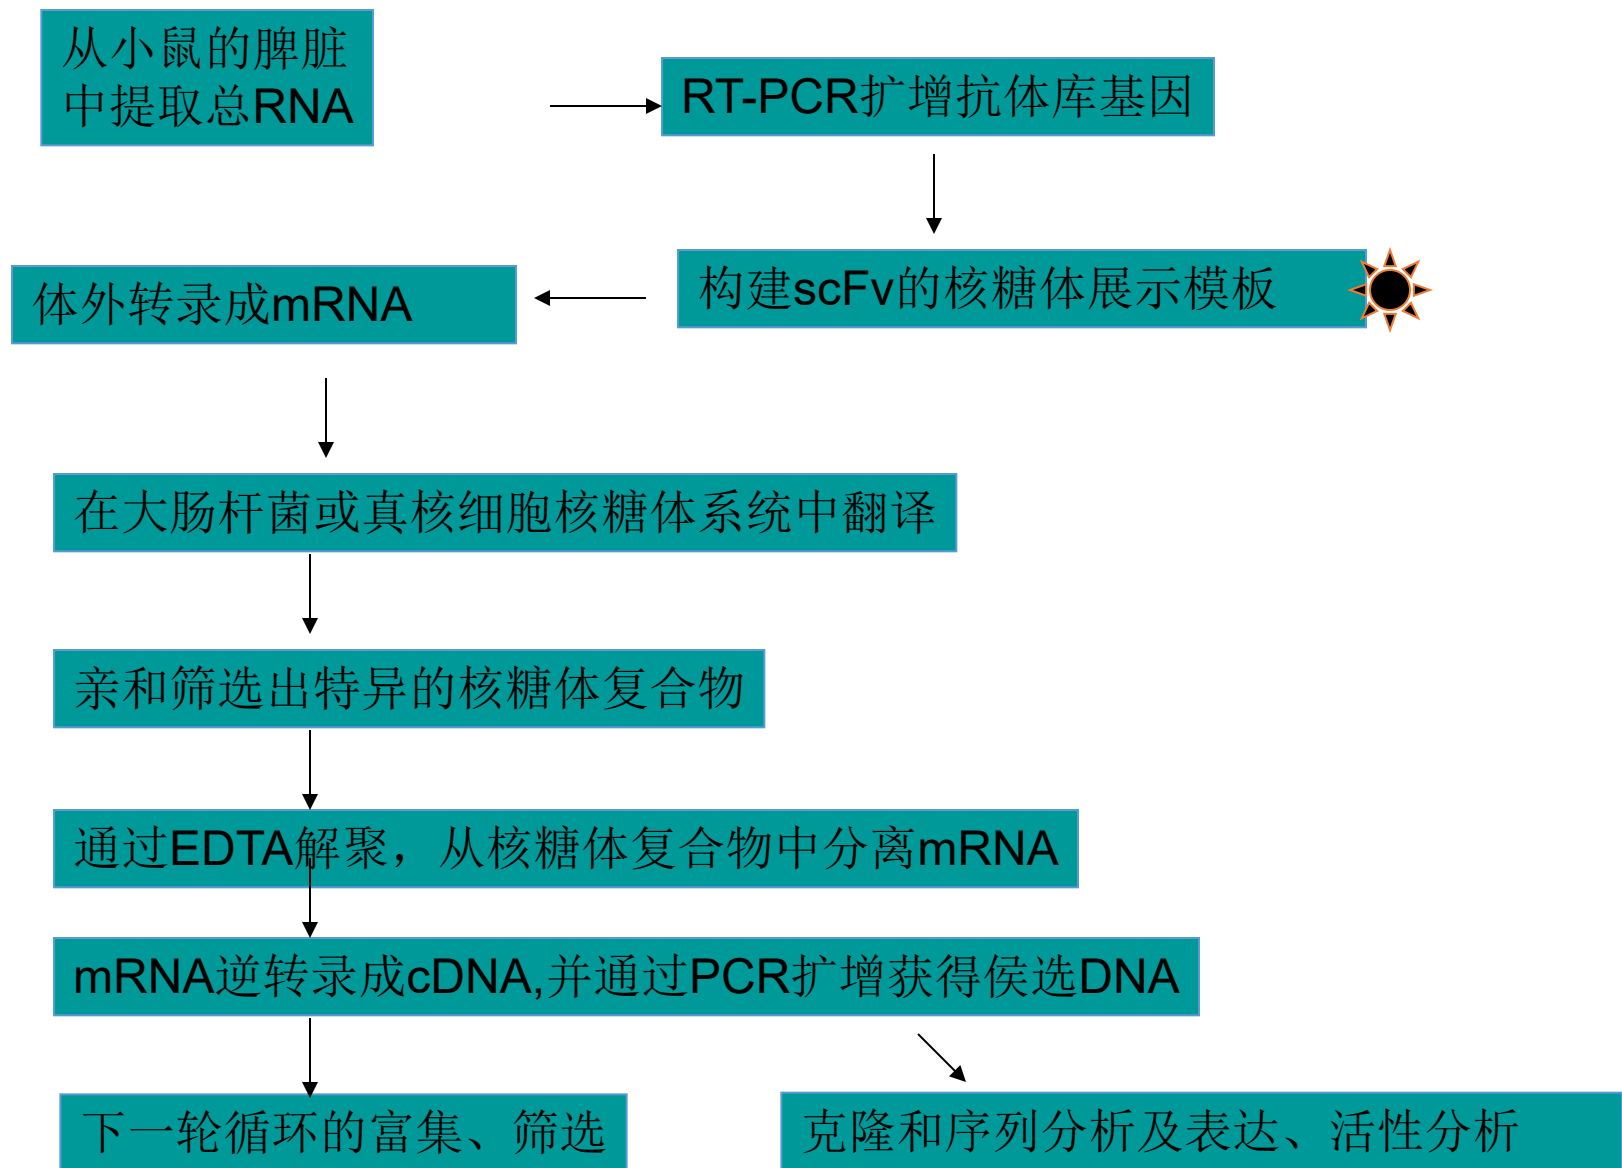 从小鼠的脾脏
中提取总RNA
RT-PCR扩增抗体库基因
构建scFv的核糖体展示模板
体外转录成mRNA
在大肠杆菌或真核细胞核糖体系统中翻译
亲和筛选出特异的核糖体复合物
通过EDTA解聚，从核糖体复合物中分离mRNA
mRNA逆转录成cDNA,并通过PCR扩增获得侯选DNA
下一轮循环的富集、筛选
克隆和序列分析及表达、活性分析